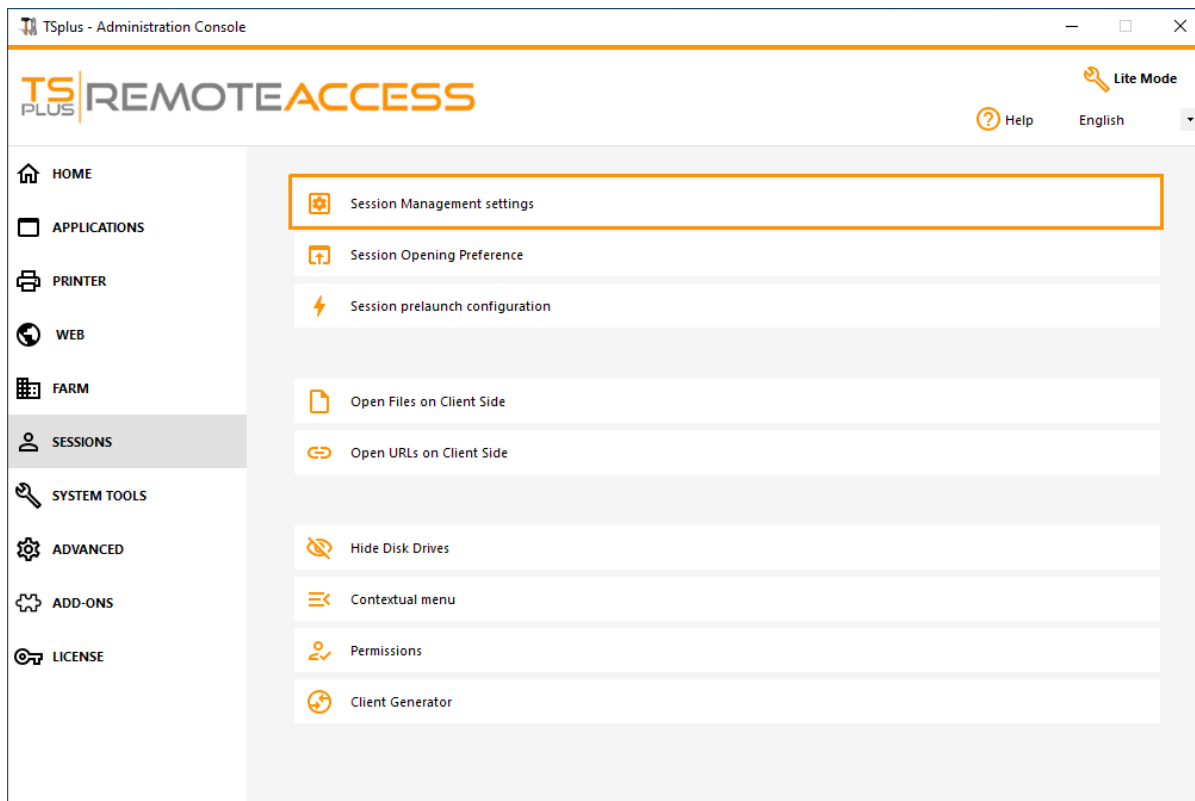 TSplus - Administration Console
TS PLUS REMOTEACCESS
Lite Mode
Help
English
HOME
APPLICATIONS
PRINTER
WEB
FARM
SESSIONS
SYSTEM TOOLS
ADVANCED
ADD-ONS
LICENSE
Session Management settings
Session Opening Preference
Session prelaunch configuration
Open Files on Client Side
Open URLs on Client Side
Hide Disk Drives
Contextual menu
Permissions
Client Generator